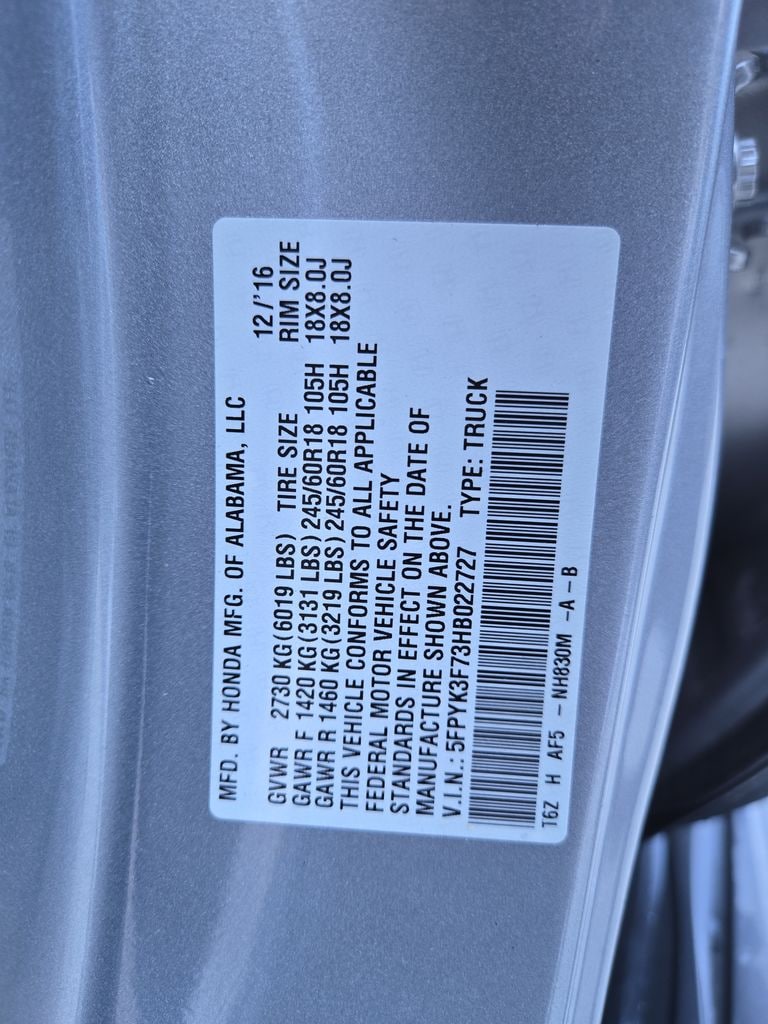 MFD. BY HONDA MFG. OF ALABAMA, LLC
12/'16
GVWR 2730 KG(6019 LBS) TIRE SIZE RIM SIZE
GAWR F 1420 KG(3131 LBS)245/60R18 105H 18X8.0J
GAWR R 1460 KG(3219 LBS)245/60R18 105H 18X8.0J
THIS VEHICLE CONFORMS TO ALL APPLICABLE
FEDERAL MOTOR VEHICLE SAFETY
STANDARDS IN EFFECT ON THE DATE OF
MANUFACTURE SHOWN ABOVE.
V.I.N.: 5FPYK3F73HB022727 TYPE: TRUCK
T6Z H AF5 - NH830M -A - B